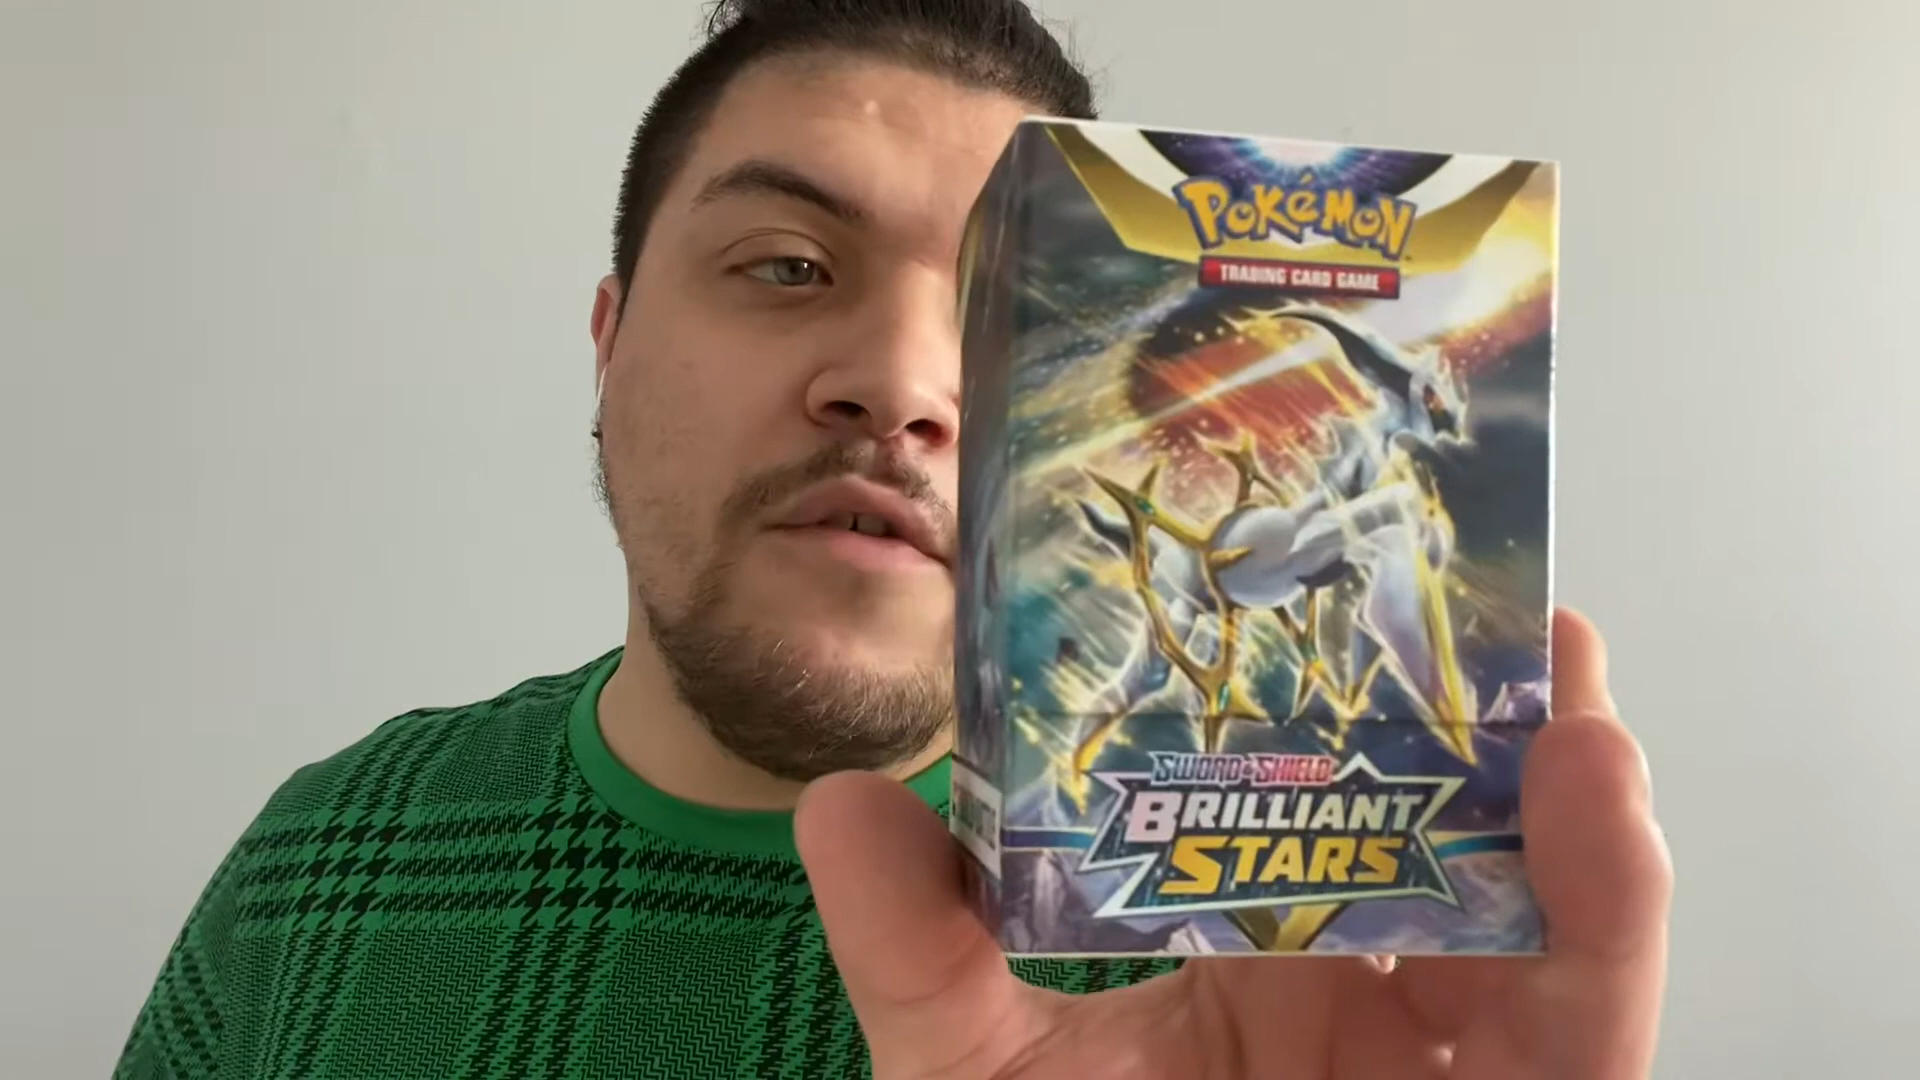 POKéMON
TRADING CARD GAME
SWORD & SHIELD
BRILLIANT
STARS